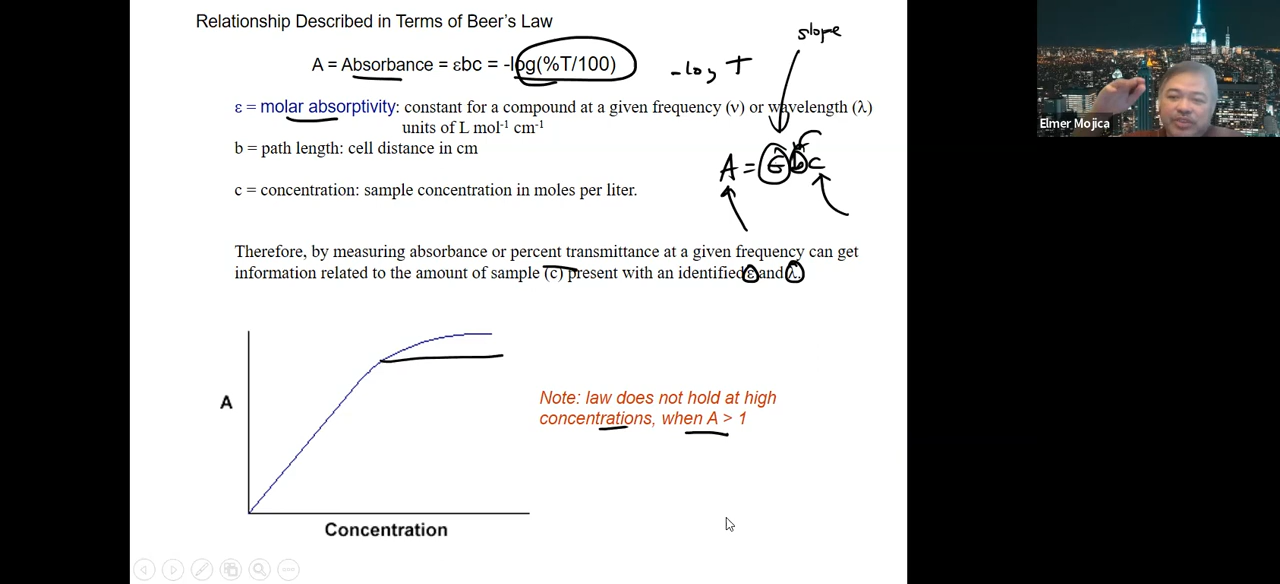 Relationship Described in Terms of Beer's Law
slope
A = Absorbance = εbc = -log(%T/100)
-log T
ε = molar absorptivity: constant for a compound at a given frequency (ν) or wavelength (λ)
units of L mol-1 cm-1
b = path length: cell distance in cm
A = εbc
c = concentration: sample concentration in moles per liter.
Therefore, by measuring absorbance or percent transmittance at a given frequency can get
information related to the amount of sample (c) present with an identified ε and λ.
A
Note: law does not hold at high
concentrations, when A > 1
Concentration
Elmer Mojica